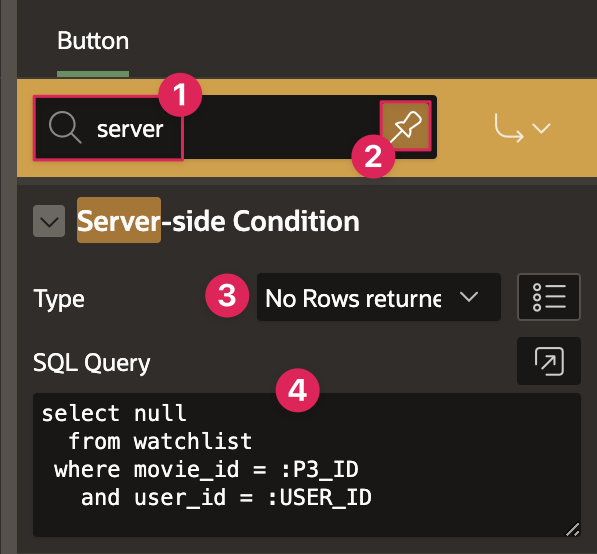 Button
1
server
2
Server-side Condition
Type
3
No Rows returne
SQL Query
4
select null
from watchlist
where movie_id = :P3_ID
and user_id = :USER_ID